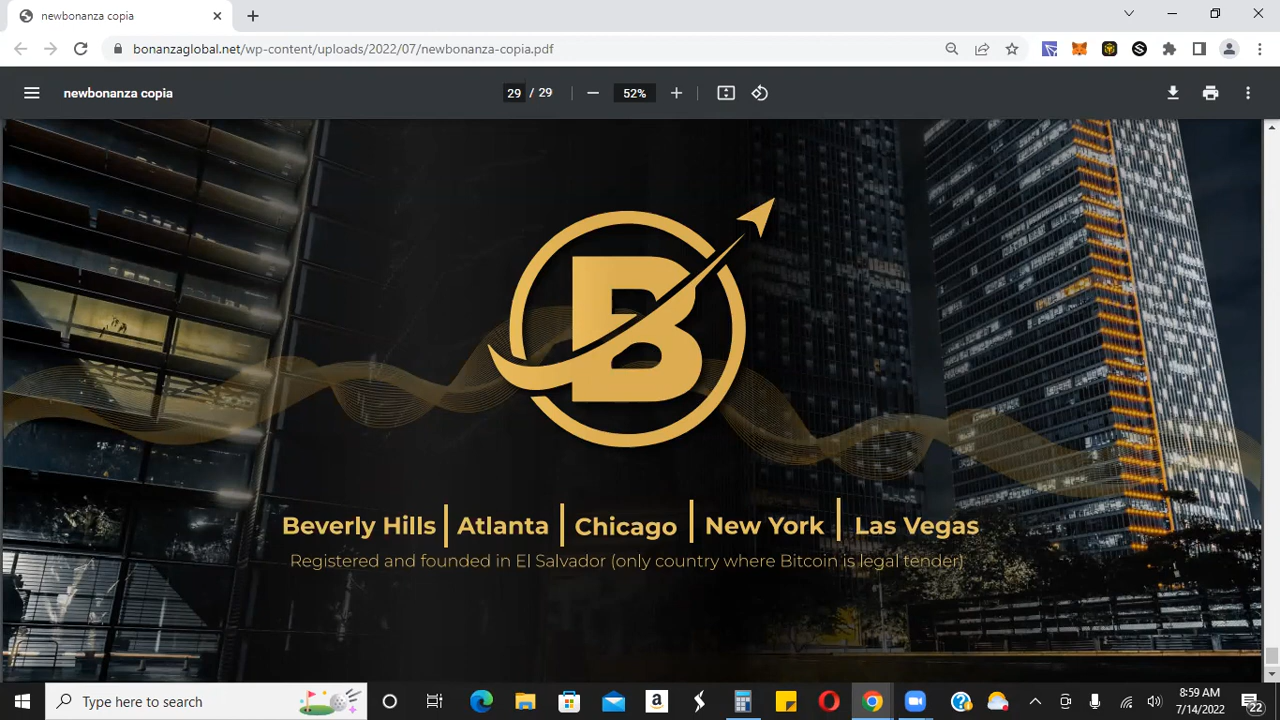 newbonanza copia
bonanzaglobal.net/wp-content/uploads/2022/07/newbonanza-copia.pdf
newbonanza copia
29 / 29
52%
B
Beverly Hills | Atlanta | Chicago | New York | Las Vegas
Registered and founded in El Salvador (only country where Bitcoin is legal tender)
Type here to search
a
8:59 AM
7/14/2022
22